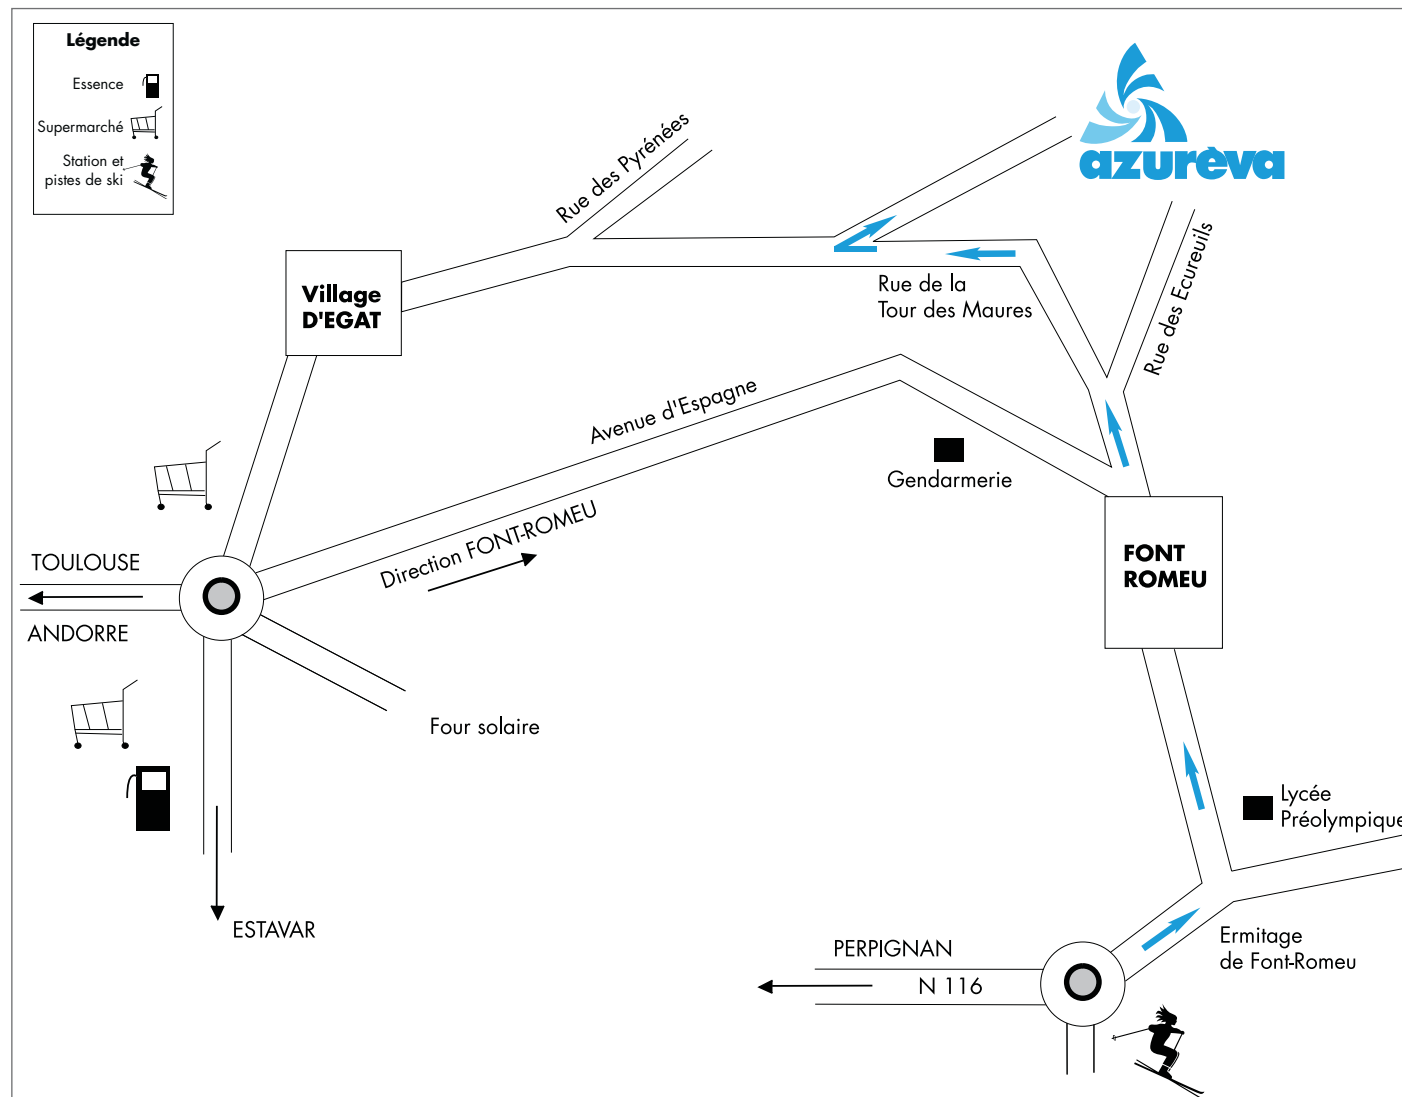 Légende
Essence
Supermarché
Station et
pistes de ski
azurèva
Rue des Pyrénées
Rue des Ecureuils
Village
D'EGAT
Rue de la
Tour des Maures
Avenue d'Espagne
Gendarmerie
Direction FONT-ROMEU
TOULOUSE
ANDORRE
FONT
ROMEU
Four solaire
Lycée
Préolympique
ESTAVAR
PERPIGNAN
N 116
Ermitage
de Font-Romeu